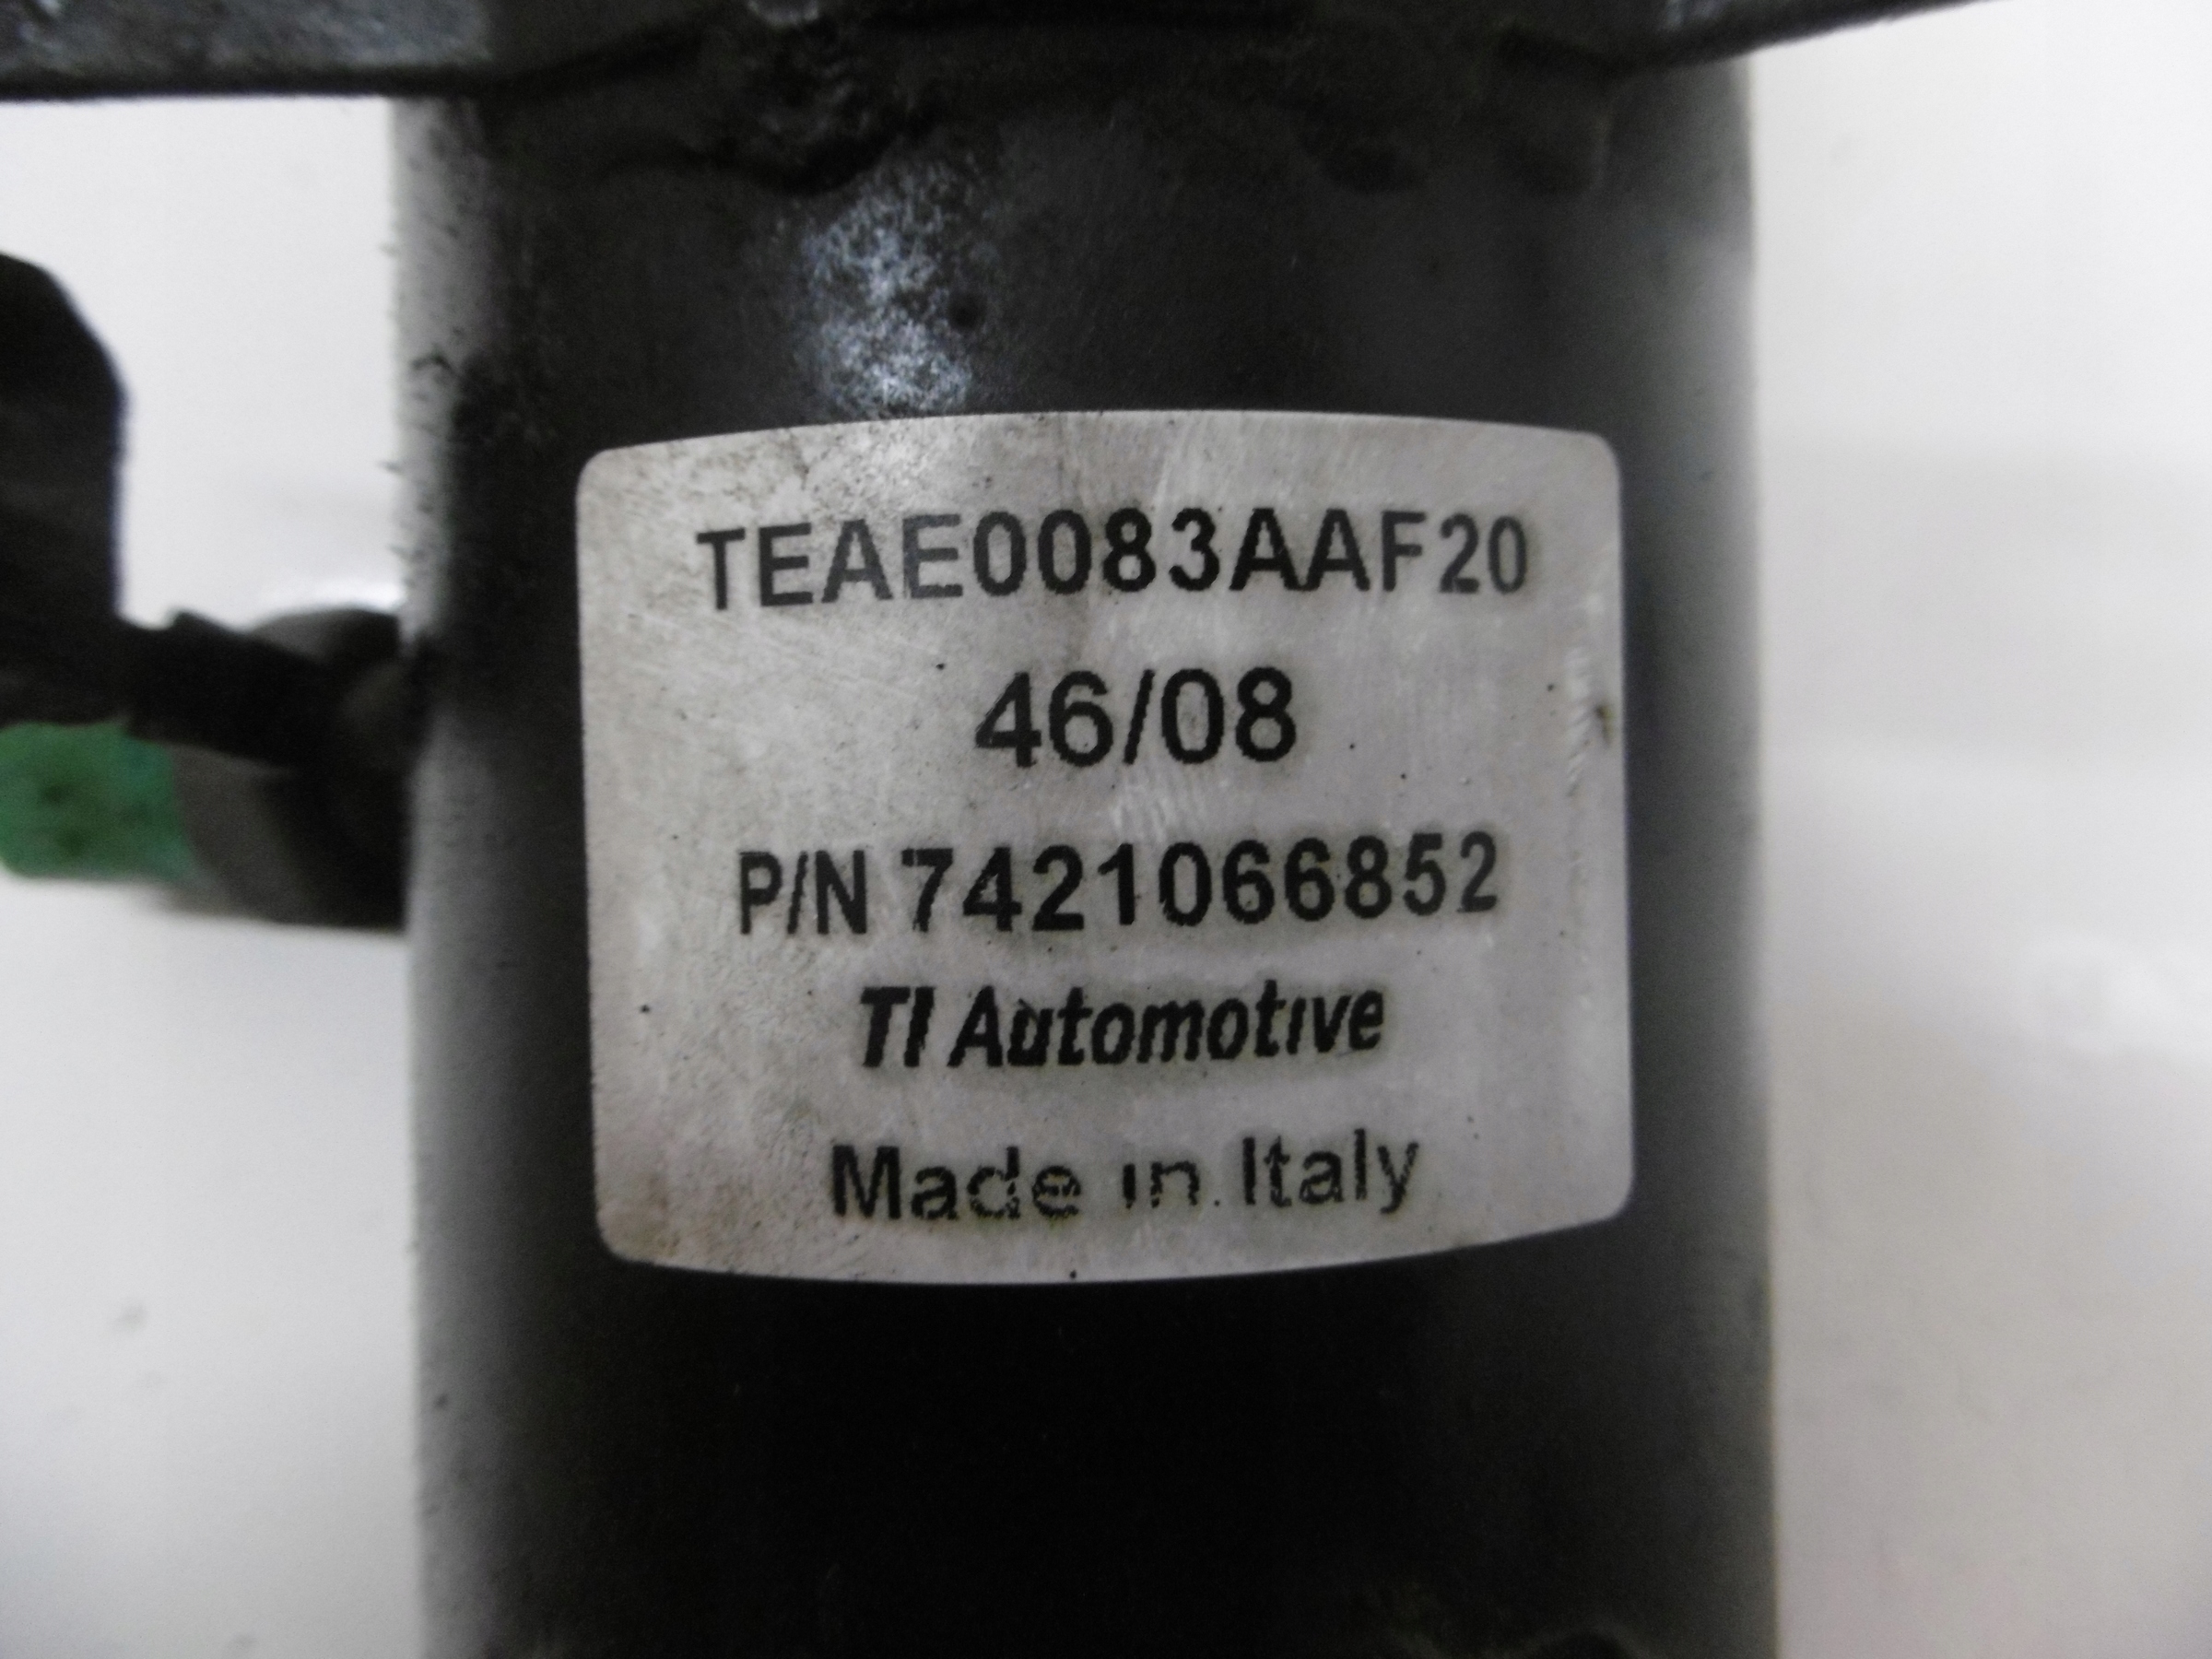 TEAE0083AAF20
46/08
P/N 7421066852
TI Automotive
Made in Italy